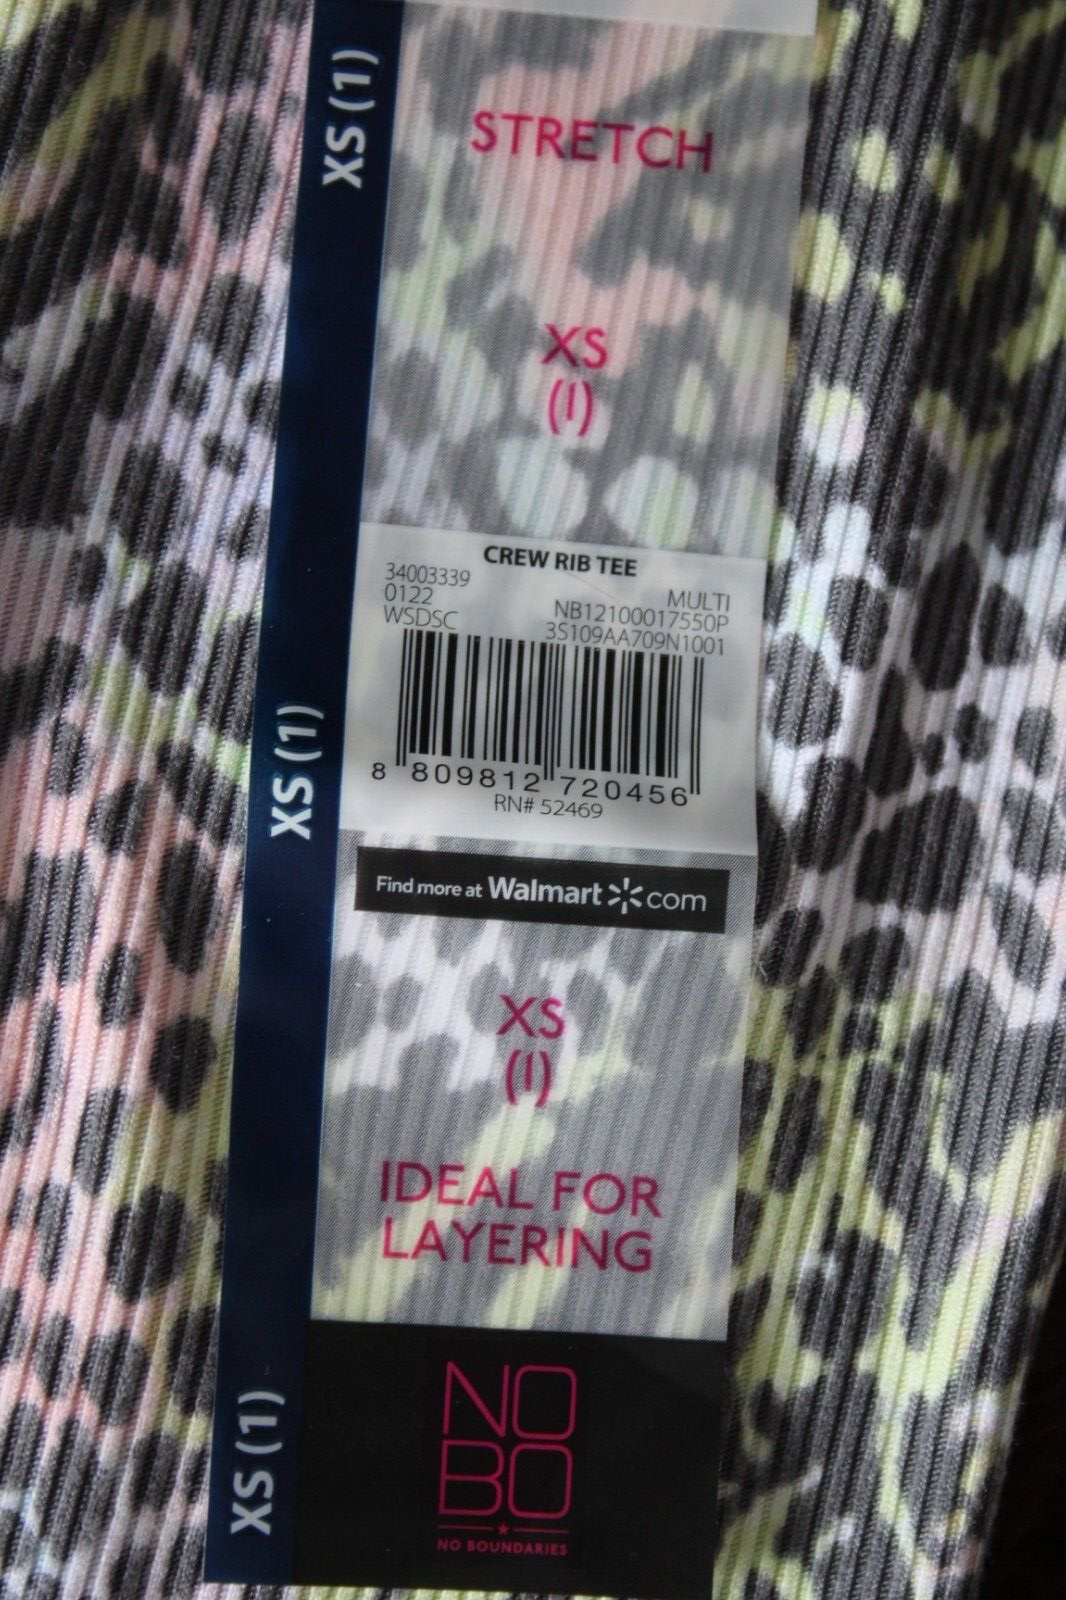 XS (1)
STRETCH
XS
(1)
CREW RIB TEE
34003339
MULTI
0122
NB12100017550P
WSDSC
3S109AA709N1001
8 809812 720456
RN# 52469
XS (1)
Find more at Walmart com
XS
(1)
IDEAL FOR
LAYERING
XS (1)
NO
BO
NO BOUNDARIES